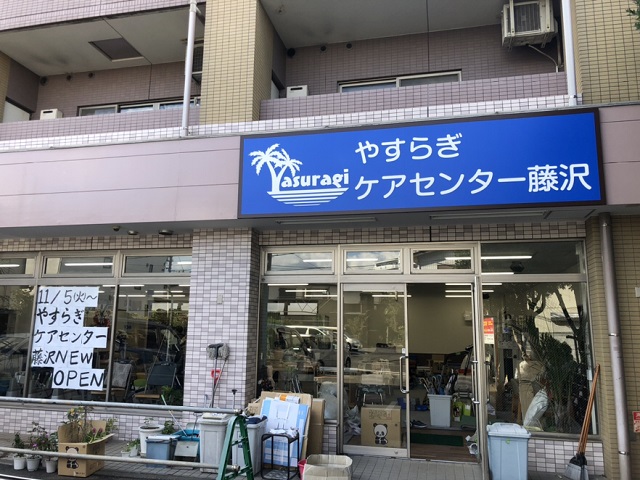 やすらぎ
Yasuragi
ケアセンター藤沢
11/5(火)~
やすらぎ
ケアセンター
藤沢NEW
OPEN